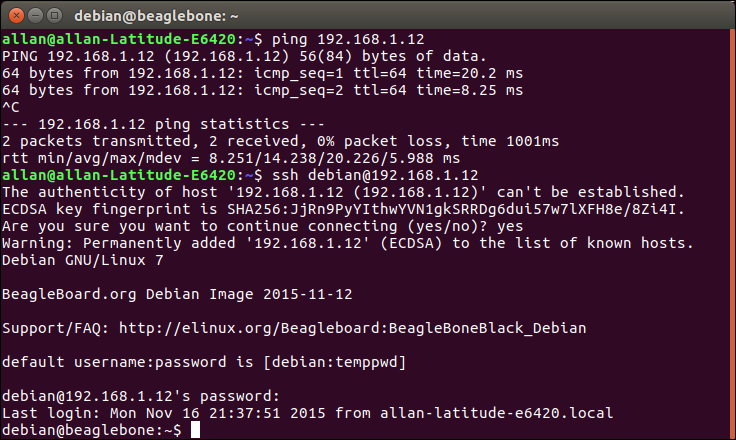 debian@beaglebone: ~
allan@allan-Latitude-E6420:~$ ping 192.168.1.12
PING 192.168.1.12 (192.168.1.12) 56(84) bytes of data.
64 bytes from 192.168.1.12: icmp_seq=1 ttl=64 time=20.2 ms
64 bytes from 192.168.1.12: icmp_seq=2 ttl=64 time=8.25 ms
^C
--- 192.168.1.12 ping statistics ---
2 packets transmitted, 2 received, 0% packet loss, time 1001ms
rtt min/avg/max/mdev = 8.251/14.238/20.226/5.988 ms
allan@allan-Latitude-E6420:~$ ssh debian@192.168.1.12
The authenticity of host '192.168.1.12 (192.168.1.12)' can't be established.
ECDSA key fingerprint is SHA256:JjRn9PyYIthwYVN1gkSRRDg6dui57w7lXFH8e/8Zi4I.
Are you sure you want to continue connecting (yes/no)? yes
Warning: Permanently added '192.168.1.12' (ECDSA) to the list of known hosts.
Debian GNU/Linux 7
BeagleBoard.org Debian Image 2015-11-12
Support/FAQ: http://elinux.org/Beagleboard:BeagleBoneBlack_Debian
default username:password is [debian:temppwd]
debian@192.168.1.12's password:
Last login: Mon Nov 16 21:37:51 2015 from allan-latitude-e6420.local
debian@beaglebone:~$